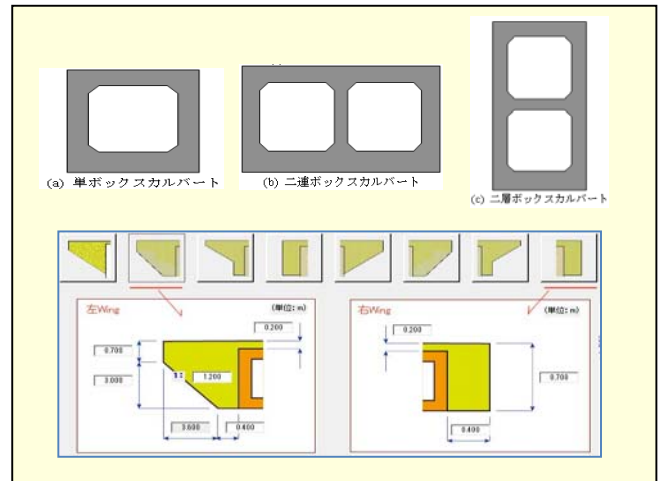 (a) 単ボックスカルバート
(b) 二連ボックスカルバート
(c) 二層ボックスカルバート
左Wing
(単位: m)
0.200
0.700
3.000
1:
1.200
3.600
0.400
右Wing
(単位: m)
0.200
0.700
0.400